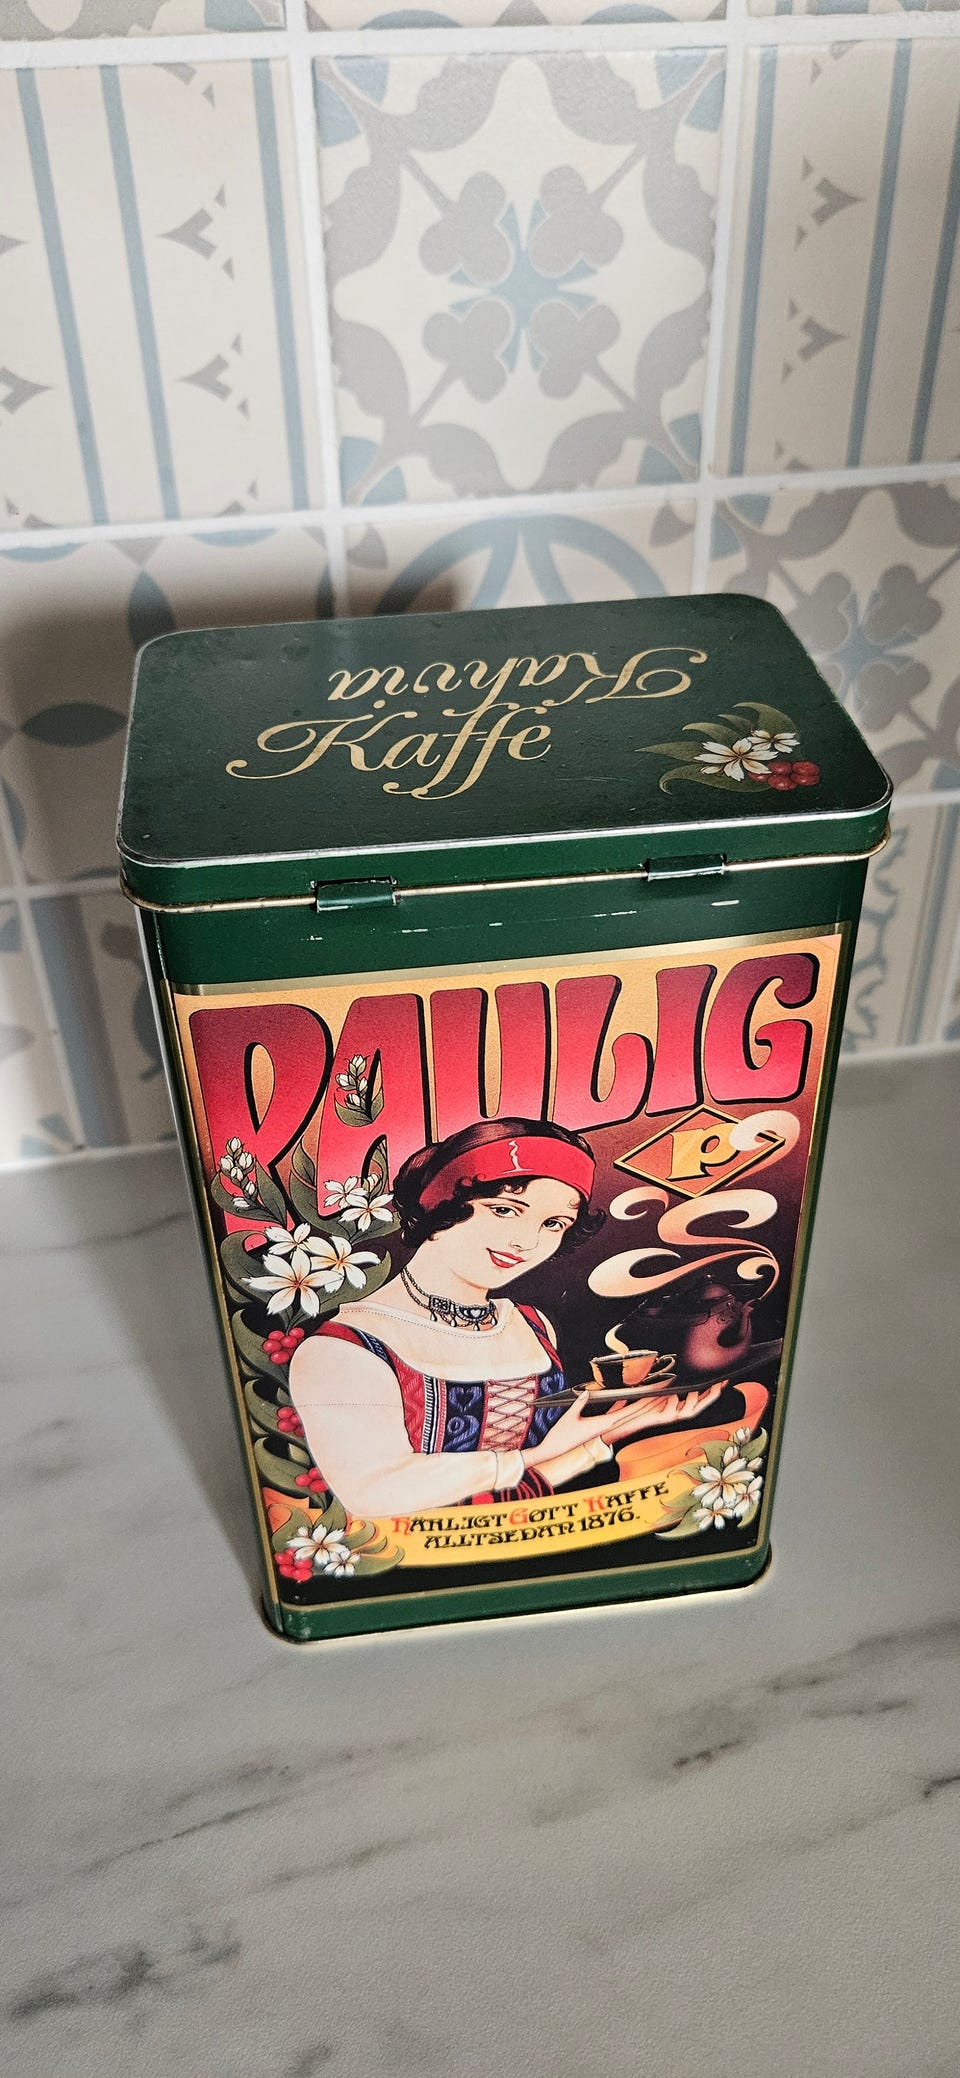 Kahvia
Kaffe
PAULIG
P
HÄRLIGT GOTT KAFFE
ALLTSEDAN 1876.